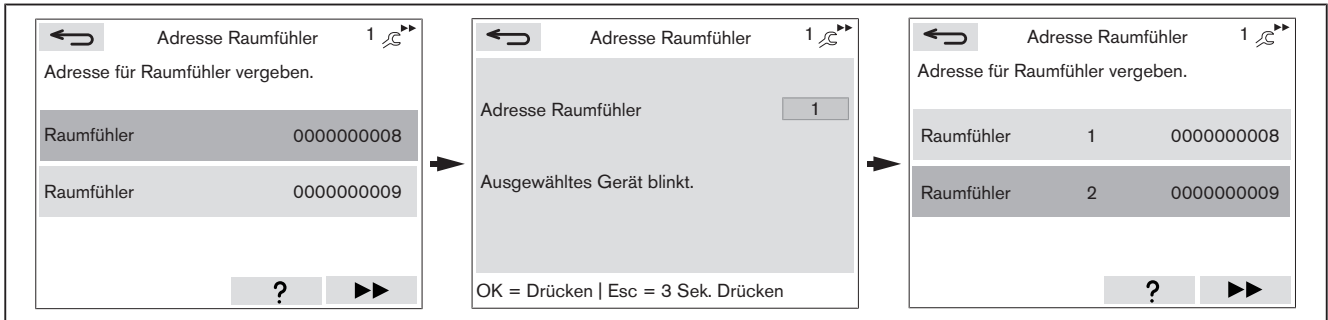 Adresse Raumfühler 1
Adresse für Raumfühler vergeben.
Raumfühler 0000000008
Raumfühler 0000000009
?
Adresse Raumfühler 1
Adresse Raumfühler 1
Ausgewähltes Gerät blinkt.
OK = Drücken | Esc = 3 Sek. Drücken
Adresse Raumfühler 1
Adresse für Raumfühler vergeben.
Raumfühler 1 0000000008
Raumfühler 2 0000000009
?